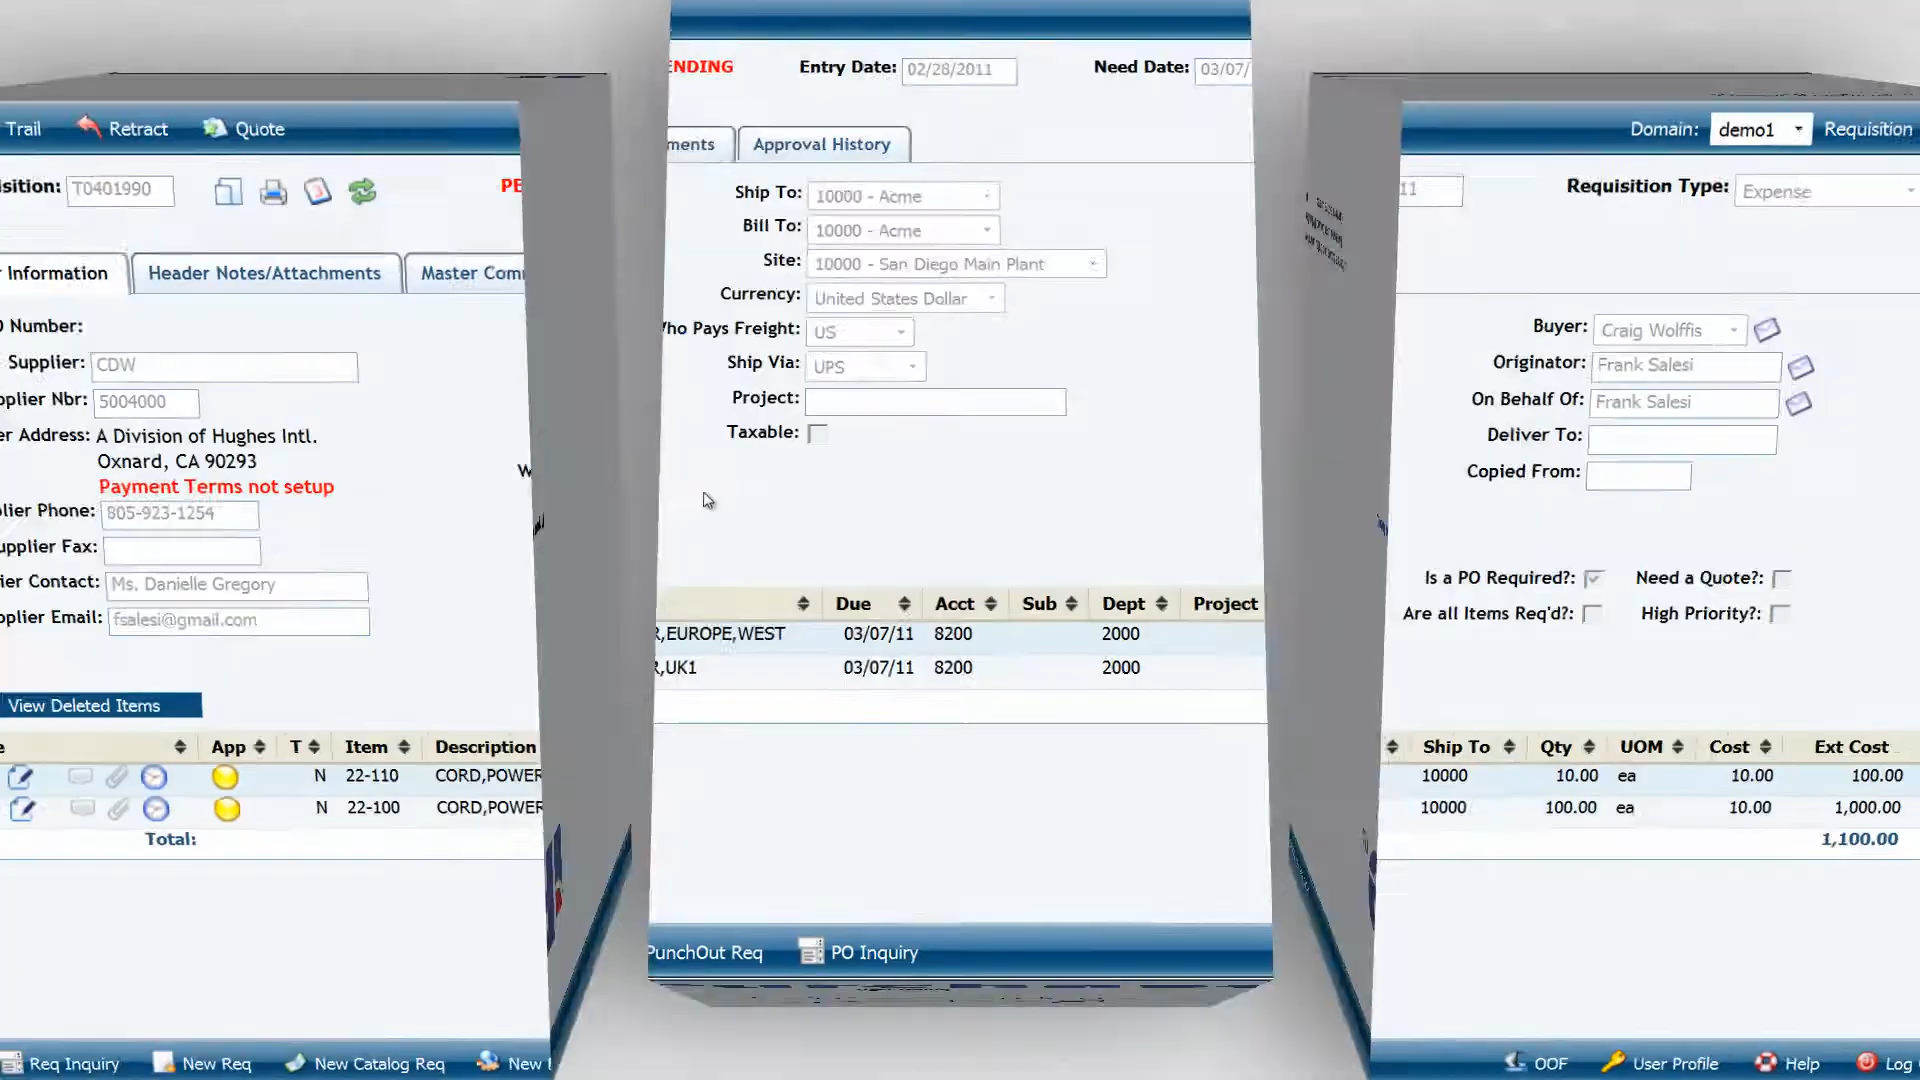 Trail Retract Quote
isition: T0401990
PE
r Information Header Notes/Attachments Master Com
Number:
Supplier: CDW
plier Nbr: 5004000
er Address: A Division of Hughes Intl.
Oxnard, CA 90293
Payment Terms not setup
lier Phone: 805-923-1254
upplier Fax:
ier Contact: Ms. Danielle Gregory
pplier Email: fsalesi@gmail.com
View Deleted Items
e App T Item Description
N 22-110 CORD,POWER
N 22-100 CORD,POWER
Total:
Req Inquiry New Req New Catalog Req New
ENDING Entry Date: 02/28/2011 Need Date: 03/07/
ments Approval History
Ship To: 10000 - Acme
Bill To: 10000 - Acme
Site: 10000 - San Diego Main Plant
Currency: United States Dollar
Who Pays Freight: US
Ship Via: UPS
Project:
Taxable:
Due Acct Sub Dept Project
R,EUROPE,WEST 03/07/11 8200 2000
R,UK1 03/07/11 8200 2000
PunchOut Req PO Inquiry
Domain: demo1 Requisition
11 Requisition Type: Expense
Buyer: Craig Wolffis
Originator: Frank Salesi
On Behalf Of: Frank Salesi
Deliver To:
Copied From:
Is a PO Required?: Need a Quote?:
Are all Items Req'd?: High Priority?:
Ship To Qty UOM Cost Ext Cost
10000 10.00 ea 10.00 100.00
10000 100.00 ea 10.00 1,000.00
1,100.00
OOF User Profile Help Log